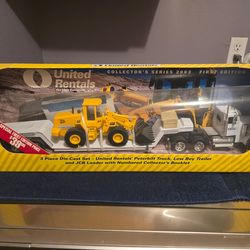 United
Rentals
COLLECTOR'S SERIES 2003 FIRST EDITION
3 Piece Die-Cast Set - United Rentals' Peterbilt Truck, Low Boy Trailer
and JCB Loader with Numbered Collector's Booklet